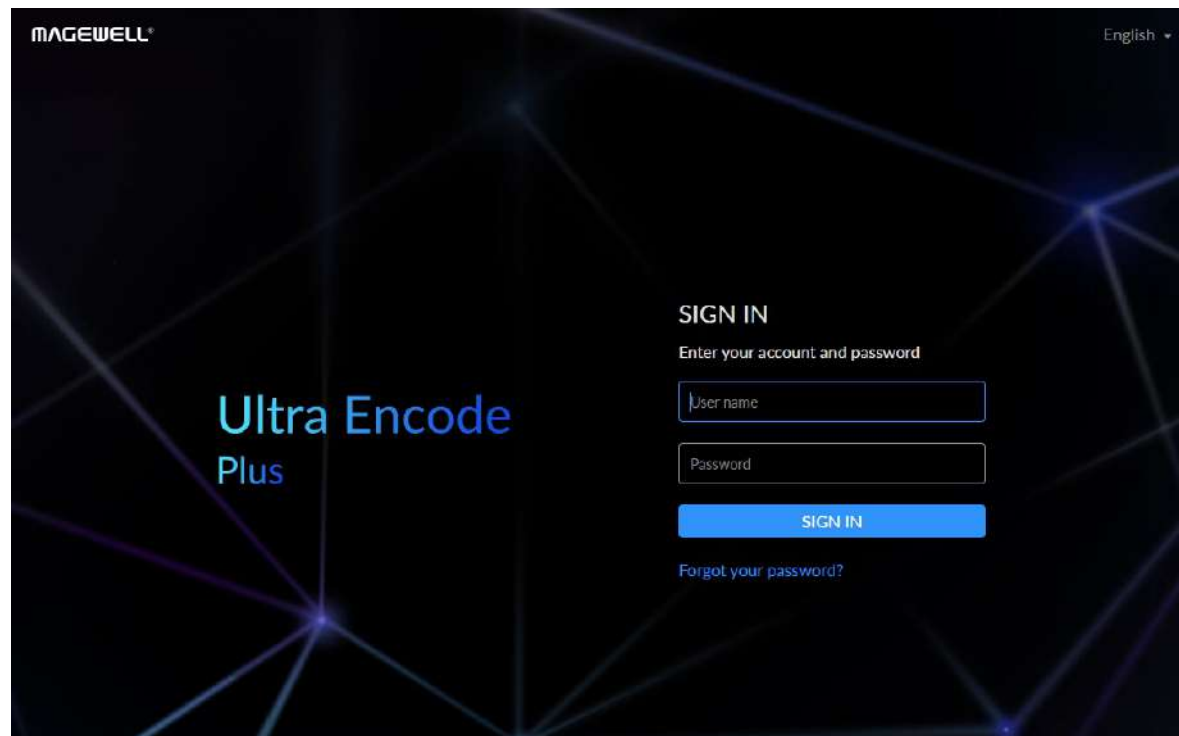 MAGEWELL®
English
SIGN IN
Enter your account and password
User name
Ultra Encode
Plus
Password
SIGN IN
Forgot your password?